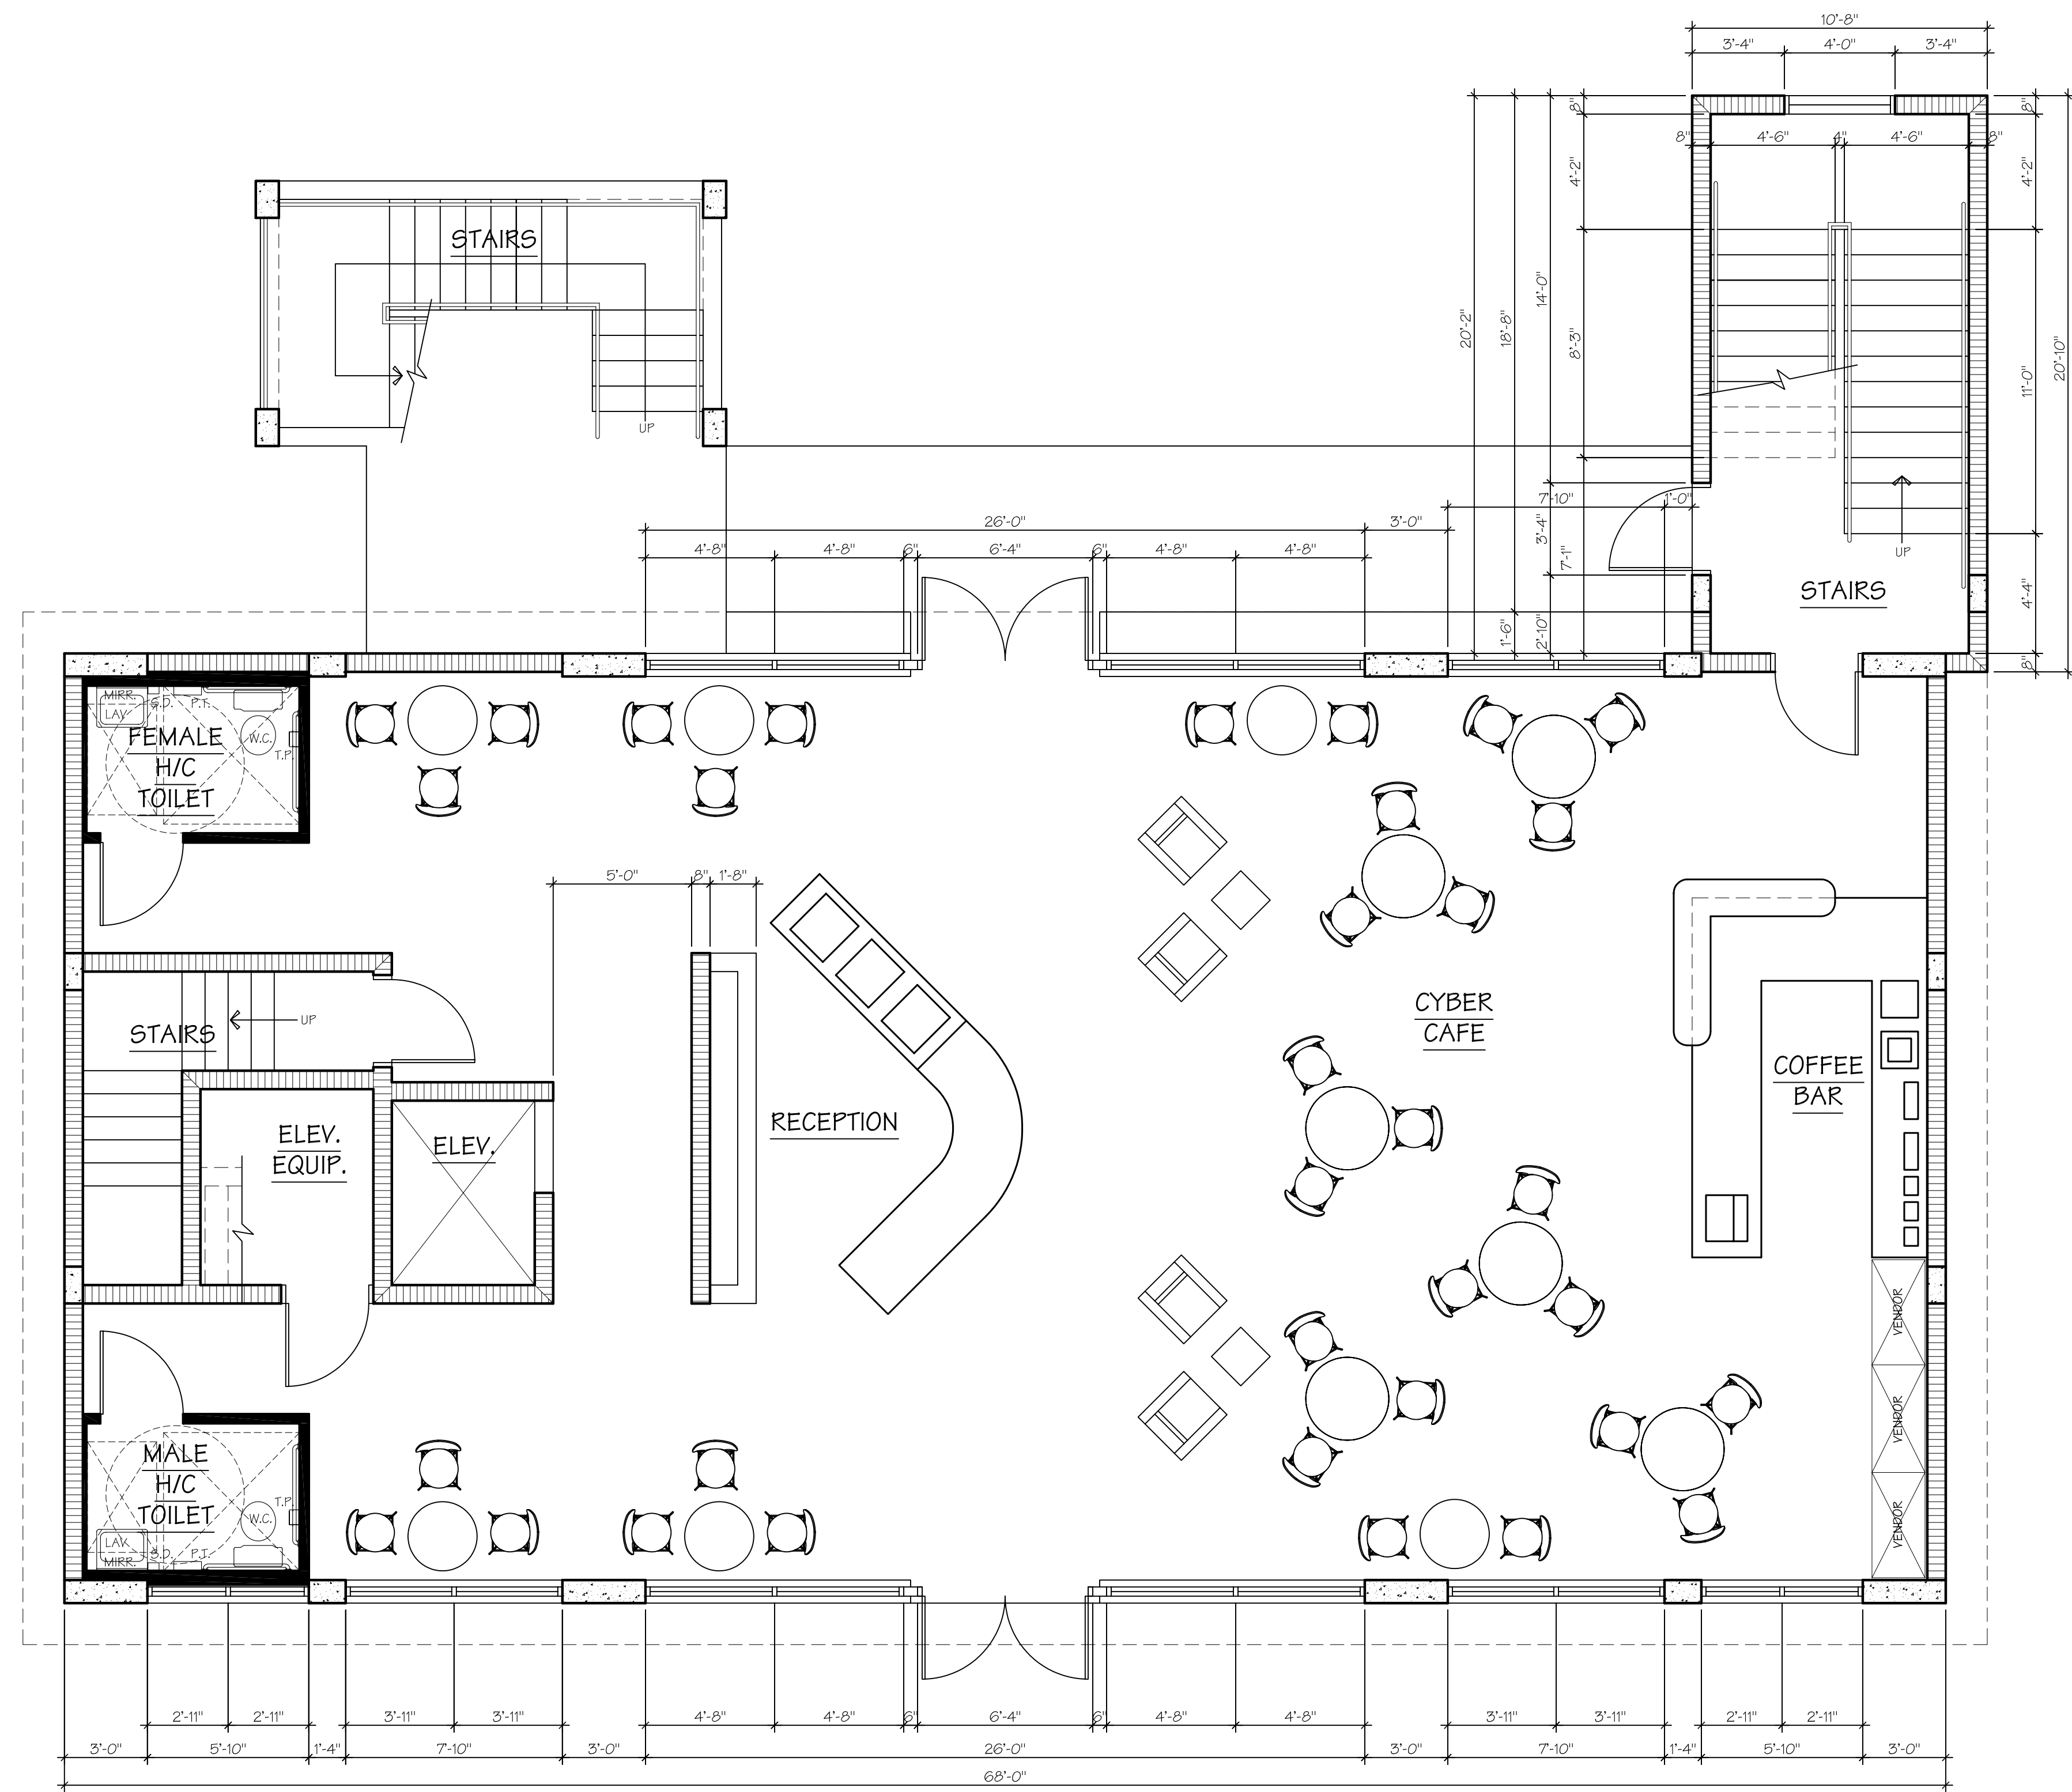 10'-8"
3'-4" 4'-0" 3'-4"
8" 4'-6" 4" 4'-6" 8"
8" 8"
4'-2" 4'-2"
STAIRS
20'-2" 18'-8" 14'-0" 8'-3" 11'-0" 20'-10"
UP
7'-10" 1'-0"
26'-0" 3'-0"
3'-4"
4'-8" 4'-8" 6" 6'-4" 6" 4'-8" 4'-8"
7'-1"
UP
STAIRS
4'-4"
1'-6" 2'-10"
8"
MIRR.
LAV.
S.D. P.T.
FEMALE
H/C
TOILET
W.C.
T.P.
5'-0" 8" 1'-8"
CYBER
CAFE
STAIRS
UP
COFFEE
BAR
RECEPTION
ELEV.
EQUIP.
ELEV.
VENDOR
VENDOR
VENDOR
MALE
H/C
TOILET
T.P.
W.C.
LAV.
MIRR.
S.D. P.T.
2'-11" 2'-11" 3'-11" 3'-11" 4'-8" 4'-8" 6" 6'-4" 6" 4'-8" 4'-8" 3'-11" 3'-11" 2'-11" 2'-11"
3'-0" 5'-10" 1'-4" 7'-10" 3'-0" 26'-0" 3'-0" 7'-10" 1'-4" 5'-10" 3'-0"
68'-0"